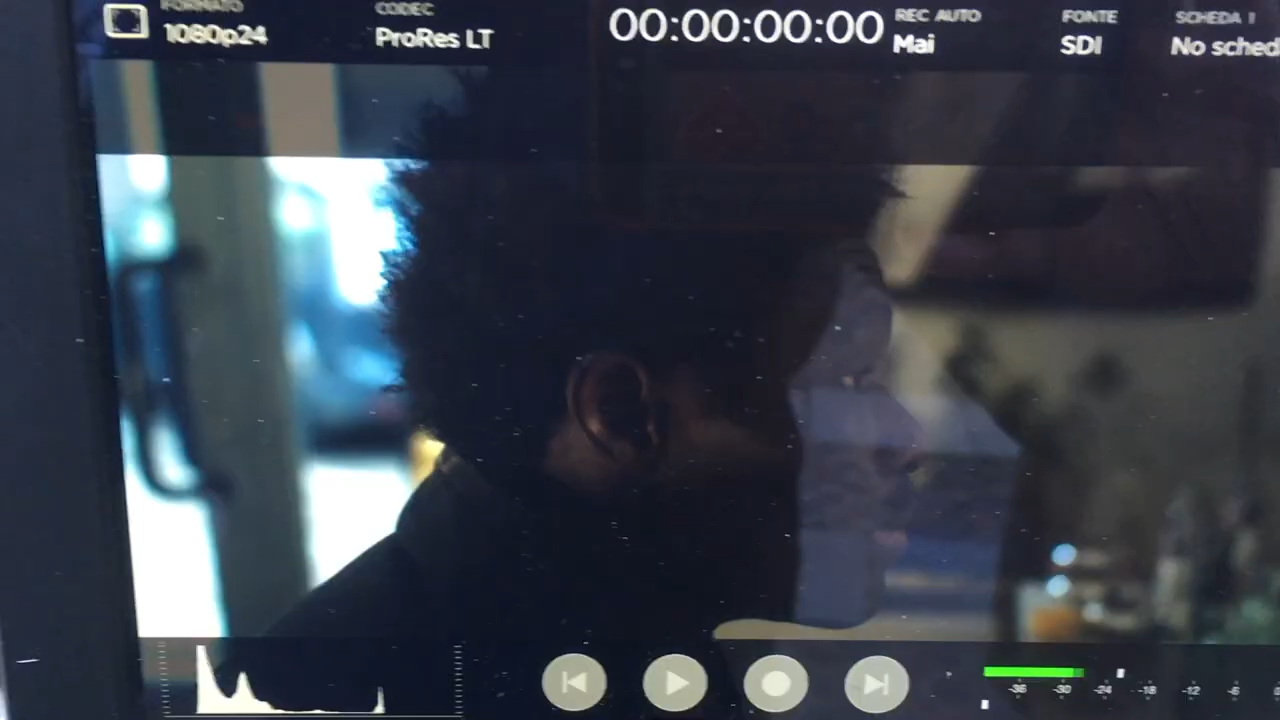 FORMATO
1080p24
CODEC
ProRes LT
00:00:00:00
REC AUTO
Mai
FONTE
SDI
SCHEDA 1
No sched
-36 -30 -24 -18 -12 -6